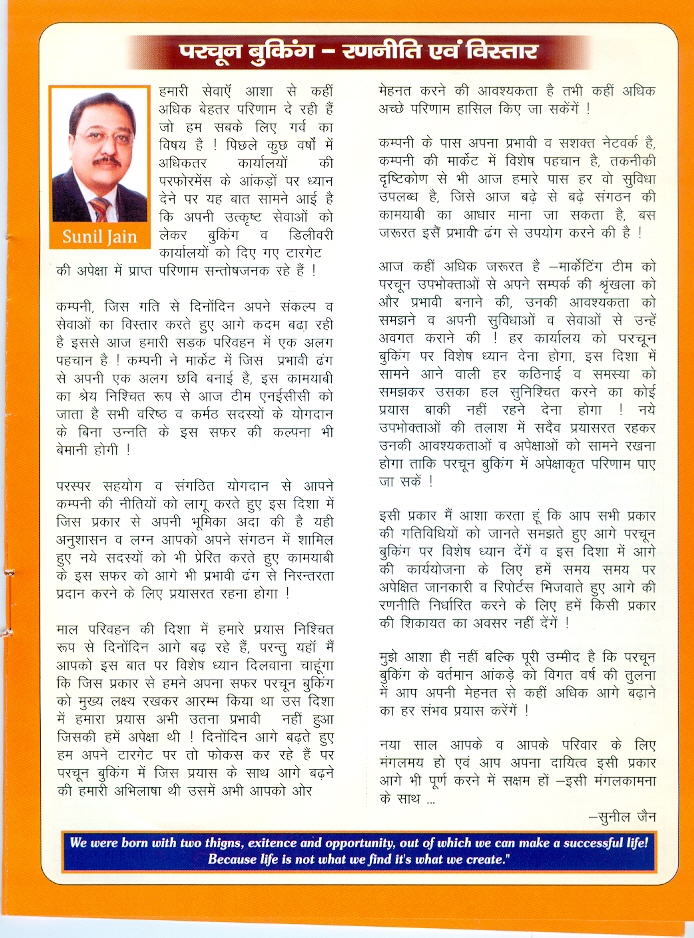 परचून बुकिंग – रणनीति एवं विस्तार
हमारी सेवाऐं आशा से कहीं
अधिक बेहतर परिणाम दे रही हैं
जो हम सबके लिए गर्व का
विषय है ! पिछले कुछ वर्षों में
अधिकतर कार्यालयों की
परफोरमेंस के आंकड़ों पर ध्यान
देने पर यह बात सामने आई है
कि अपनी उत्कृष्ट सेवाओं को
लेकर बुकिंग व डिलीवरी
कार्यालयों को दिए गए टारगेट
की अपेक्षा में प्राप्त परिणाम सन्तोषजनक रहे हैं !
Sunil Jain
कम्पनी, जिस गति से दिनोंदिन अपने संकल्प व
सेवाओं का विस्तार करते हुए आगे कदम बढा रही
है इससे आज हमारी सडक परिवहन में एक अलग
पहचान है ! कम्पनी ने मार्केट में जिस प्रभावी ढंग
से अपनी एक अलग छवि बनाई है, इस कामयाबी
का श्रेय निश्चित रूप से आज टीम एनईसीसी को
जाता है सभी वरिष्ठ व कर्मठ सदस्यों के योगदान
के बिना उन्नति के इस सफर की कल्पना भी
बेमानी होगी !
परस्पर सहयोग व संगठित योगदान से आपने
कम्पनी की नीतियों को लागू करते हुए इस दिशा में
जिस प्रकार से अपनी भूमिका अदा की है यही
अनुशासन व लग्न आपको अपने संगठन में शामिल
हुए नये सदस्यों को भी प्रेरित करते हुए कामयाबी
के इस सफर को आगे भी प्रभावी ढंग से निरन्तरता
प्रदान करने के लिए प्रयासरत रहना होगा !
माल परिवहन की दिशा में हमारे प्रयास निश्चित
रूप से दिनोंदिन आगे बढ़ रहे हैं, परन्तु यहॉ मैं
आपको इस बात पर विशेष ध्यान दिलवाना चाहूंगा
कि जिस प्रकार से हमने अपना सफर परचून बुकिंग
को मुख्य लक्ष्य रखकर आरम्भ किया था उस दिशा
में हमारा प्रयास अभी उतना प्रभावी नहीं हुआ
जिसकी हमें अपेक्षा थी ! दिनोंदिन आगे बढ़ते हुए
हम अपने टारगेट पर तो फोकस कर रहे हैं पर
परचून बुकिंग में जिस प्रयास के साथ आगे बढ़ने
की हमारी अभिलाषा थी उसमें अभी आपको ओर
मेहनत करने की आवश्यकता है तभी कहीं अधिक
अच्छे परिणाम हासिल किए जा सकेंगें !
कम्पनी के पास अपना प्रभावी व सशक्त नेटवर्क है,
कम्पनी की मार्केट में विशेष पहचान है, तकनीकी
दृष्टिकोण से भी आज हमारे पास हर वो सुविधा
उपलब्ध है, जिसे आज बढ़े से बढ़े संगठन की
कामयाबी का आधार माना जा सकता है, बस
जरूरत इसें प्रभावी ढंग से उपयोग करने की है !
आज कहीं अधिक जरूरत है –मार्केटिंग टीम को
परचून उपभोक्ताओं से अपने सम्पर्क की श्रृंखला को
और प्रभावी बनाने की, उनकी आवश्यकता को
समझने व अपनी सुविधाओं व सेवाओं से उन्हें
अवगत कराने की ! हर कार्यालय को परचून
बुकिंग पर विशेष ध्यान देना होगा, इस दिशा में
सामने आने वाली हर कठिनाई व समस्या को
समझकर उसका हल सुनिश्चित करने का कोई
प्रयास बाकी नहीं रहने देना होगा ! नये
उपभोक्ताओं की तलाश में सदैव प्रयासरत रहकर
उनकी आवश्यकताओं व अपेक्षाओं को सामने रखना
होगा ताकि परचून बुकिंग में अपेक्षाकृत परिणाम पाए
जा सकें !
इसी प्रकार मैं आशा करता हूं कि आप सभी प्रकार
की गतिविधियों को जानते समझते हुए आगे परचून
बुकिंग पर विशेष ध्यान देंगें व इस दिशा में आगे
की कार्ययोजना के लिए हमें समय समय पर
अपेक्षित जानकारी व रिपोर्टस भिजवाते हुए आगे की
रणनीति निर्धारित करने के लिए हमें किसी प्रकार
की शिकायत का अवसर नहीं देंगें !
मुझे आशा ही नहीं बल्कि पूरी उम्मीद है कि परचून
बुकिंग के वर्तमान आंकड़े को विगत वर्ष की तुलना
में आप अपनी मेहनत से कहीं अधिक आगे बढ़ाने
का हर संभव प्रयास करेंगें !
नया साल आपके व आपके परिवार के लिए
मंगलमय हो एवं आप अपना दायित्व इसी प्रकार
आगे भी पूर्ण करने में सक्षम हों –इसी मंगलकामना
के साथ ...
–सुनील जैन
We were born with two thigns, exitence and opportunity, out of which we can make a successful life!
Because life is not what we find it's what we create."